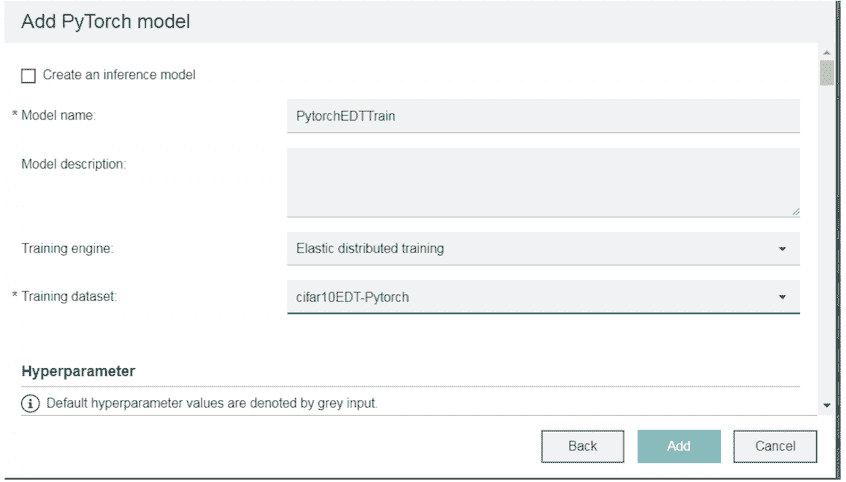 Add PyTorch model
Create an inference model
* Model name:
PytorchEDTTrain
Model description:
Training engine:
Elastic distributed training
* Training dataset:
cifar10EDT-Pytorch
Hyperparameter
Default hyperparameter values are denoted by grey input.
Back
Add
Cancel